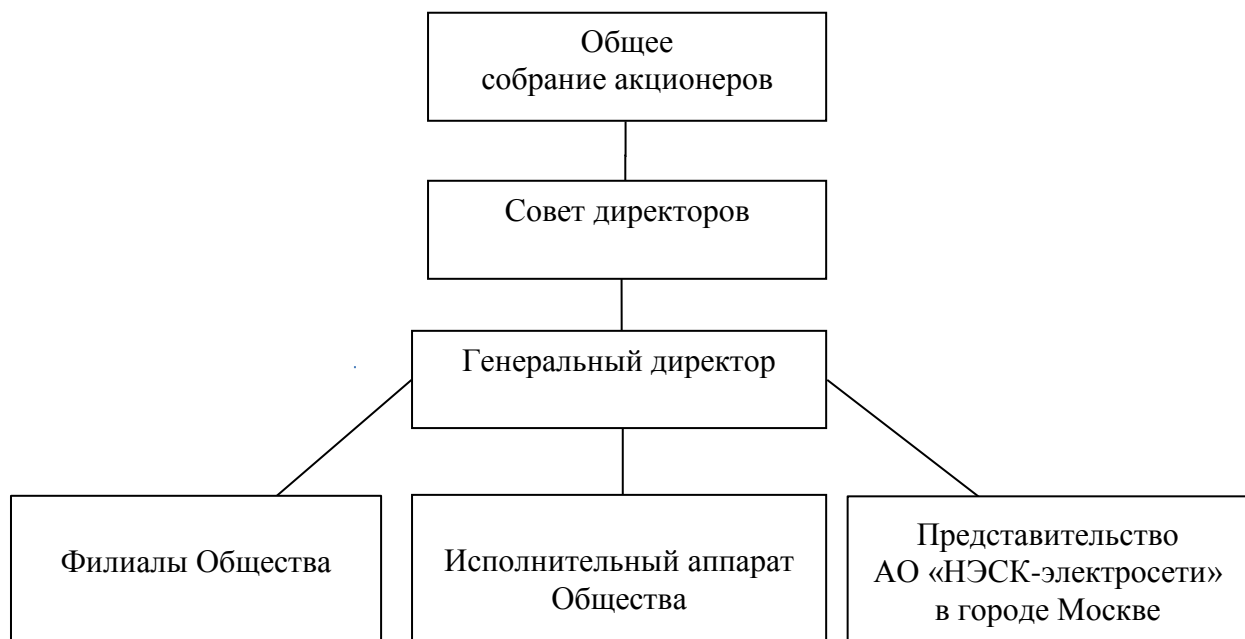 Общее
собрание акционеров
Совет директоров
Генеральный директор
Филиалы Общества
Исполнительный аппарат
Общества
Представительство
АО «НЭСК-электросети»
в городе Москве